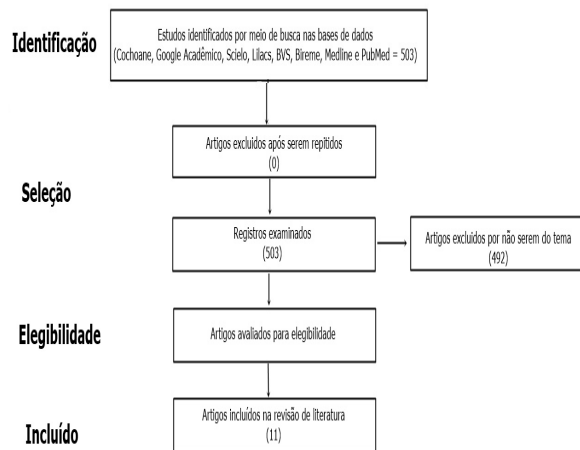 Identificação
Estudos identificados por meio de busca nas bases de dados
(Cochoane, Google Acadêmico, Scielo, Lilacs, BVS, Bireme, Medline e PubMed = 503)
Artigos excluidos após serem repitidos
(0)
Seleção
Registros examinados
(503)
Artigos excluidos por não serem do tema
(492)
Elegibilidade
Artigos avaliados para elegibilidade
Incluído
Artigos incluídos na revisão de literatura
(11)